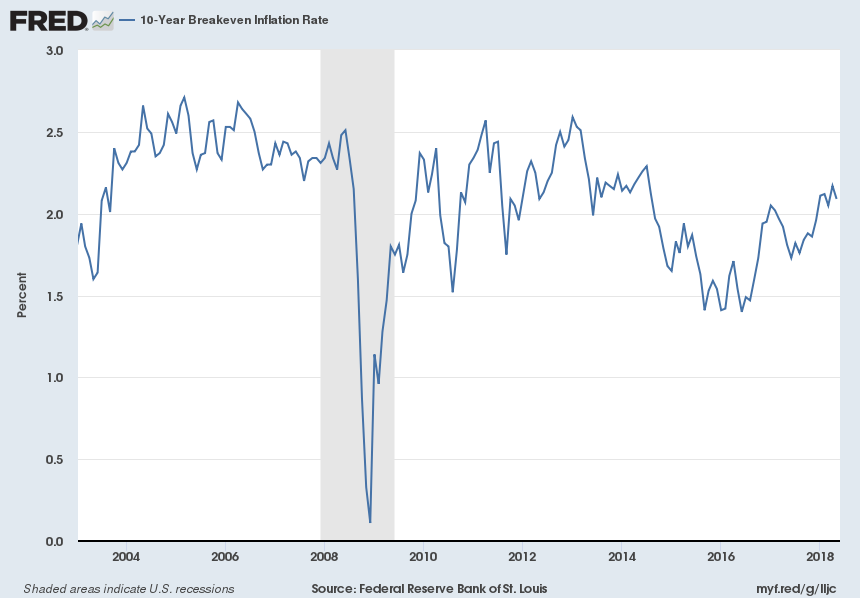 FRED 10-Year Breakeven Inflation Rate
3.0
2.5
2.0
1.5
1.0
0.5
0.0
Percent
2004 2006 2008 2010 2012 2014 2016 2018
Shaded areas indicate U.S. recessions Source: Federal Reserve Bank of St. Louis myf.red/g/lljc